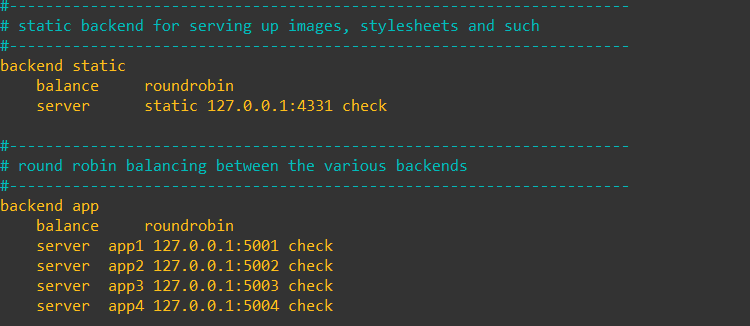 #---------------------------------------------------------------------
# static backend for serving up images, stylesheets and such
#---------------------------------------------------------------------
backend static
    balance     roundrobin
    server      static 127.0.0.1:4331 check

#---------------------------------------------------------------------
# round robin balancing between the various backends
#---------------------------------------------------------------------
backend app
    balance     roundrobin
    server  app1 127.0.0.1:5001 check
    server  app2 127.0.0.1:5002 check
    server  app3 127.0.0.1:5003 check
    server  app4 127.0.0.1:5004 check